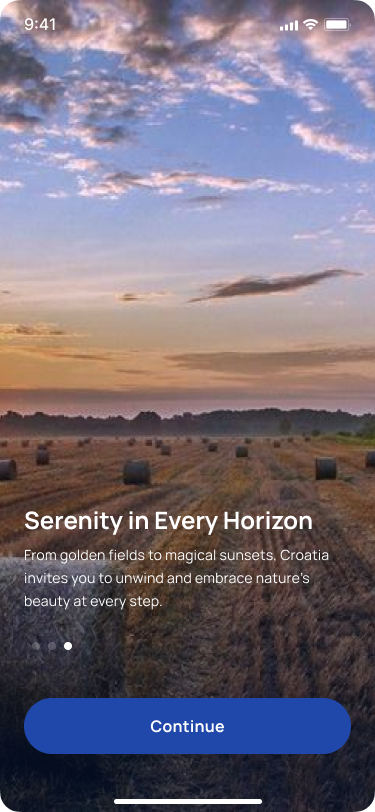 9:41
Serenity in Every Horizon
From golden fields to magical sunsets, Croatia
invites you to unwind and embrace nature's
beauty at every step.
Continue